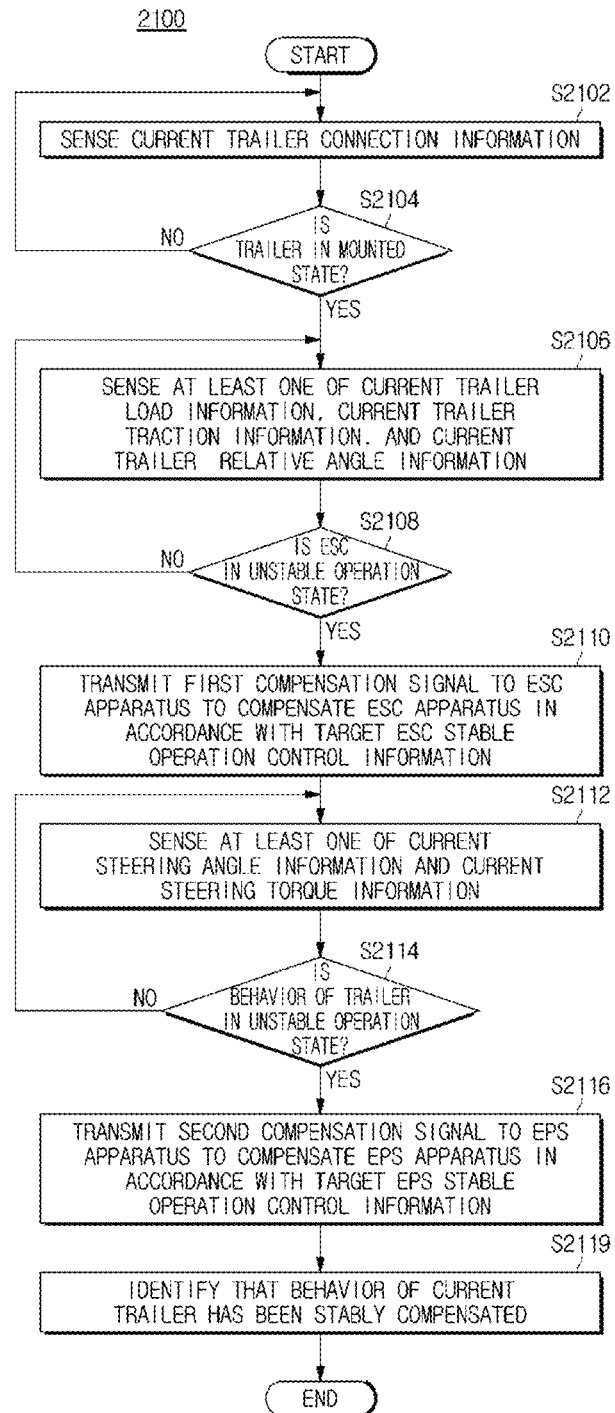 2100
START
S2102
SENSE CURRENT TRAILER CONNECTION INFORMATION
S2104
IS
TRAILER IN MOUNTED
STATE?
NO
YES
S2106
SENSE AT LEAST ONE OF CURRENT TRAILER
LOAD INFORMATION, CURRENT TRAILER
TRACTION INFORMATION, AND CURRENT
TRAILER RELATIVE ANGLE INFORMATION
S2108
IS ESC
IN UNSTABLE OPERATION
STATE?
NO
YES
S2110
TRANSMIT FIRST COMPENSATION SIGNAL TO ESC
APPARATUS TO COMPENSATE ESC APPARATUS IN
ACCORDANCE WITH TARGET ESC STABLE
OPERATION CONTROL INFORMATION
S2112
SENSE AT LEAST ONE OF CURRENT
STEERING ANGLE INFORMATION AND CURRENT
STEERING TORQUE INFORMATION
S2114
IS
BEHAVIOR OF TRAILER
IN UNSTABLE OPERATION
STATE?
NO
YES
S2116
TRANSMIT SECOND COMPENSATION SIGNAL TO EPS
APPARATUS TO COMPENSATE EPS APPARATUS IN
ACCORDANCE WITH TARGET EPS STABLE
OPERATION CONTROL INFORMATION
S2119
IDENTIFY THAT BEHAVIOR OF CURRENT
TRAILER HAS BEEN STABLY COMPENSATED
END